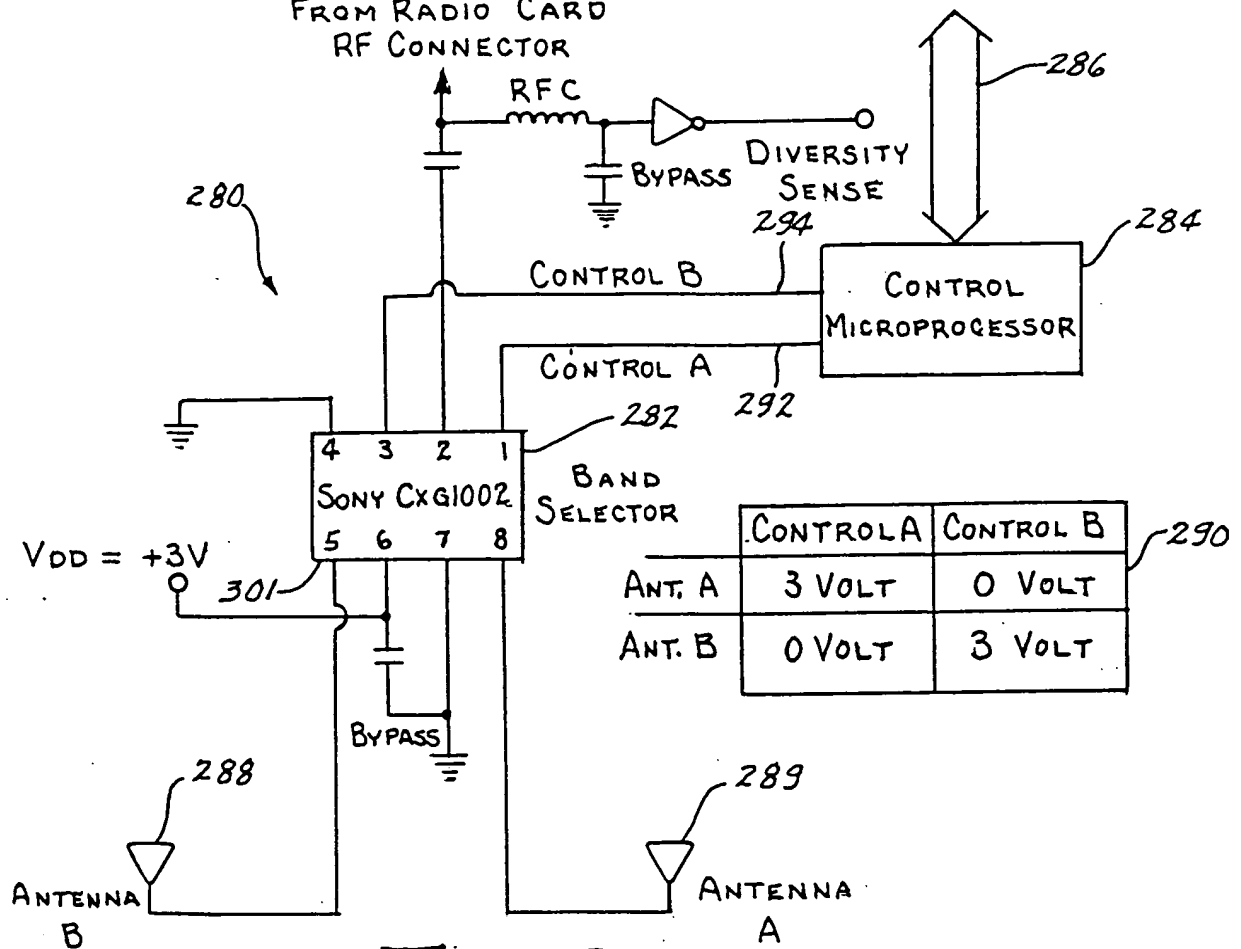 FROM RADIO CARD
RF CONNECTOR
RFC
286
BYPASS
DIVERSITY
SENSE
280
294
284
CONTROL B
CONTROL
MICROPROCESSOR
CONTROL A
292
282
4 3 2 1
SONY CXG1002
5 6 7 8
BAND
SELECTOR
VDD = +3V
301
CONTROL A CONTROL B
290
ANT. A 3 VOLT 0 VOLT
ANT. B 0 VOLT 3 VOLT
BYPASS
288
289
ANTENNA
B
ANTENNA
A